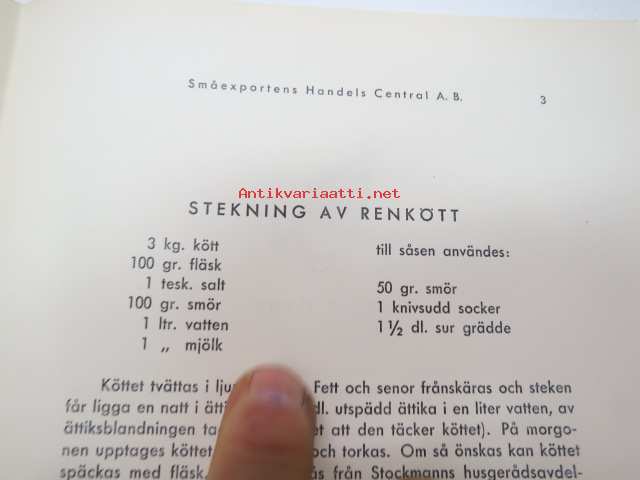 Småexportens Handels Central A. B. 3
Antikvariaatti.net
STEKNING AV RENKÖTT
3 kg. kött
100 gr. fläsk
1 tesk. salt
100 gr. smör
1 ltr. vatten
1 „ mjölk
till såsen användes:
50 gr. smör
1 knivsudd socker
1½ dl. sur grädde
Köttet tvättas i Fett och senor frånskäras och steken
får ligga en natt i dl. utspädd ättika i en liter vatten, av
ättiksblandningen att den täcker köttet). På morgo-
nen upptages köttet och torkas. Om så önskas kan köttet
späckas med fläsk. från Stockmanns husgerådsavdel-